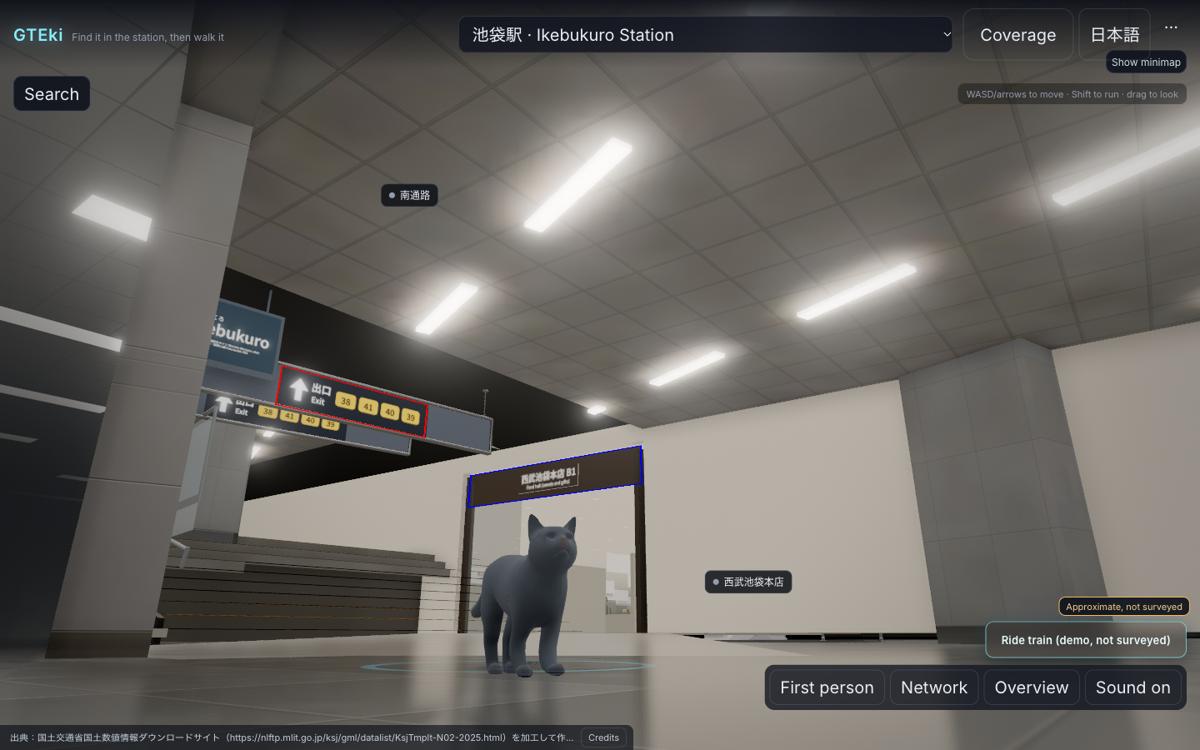 GTEki Find it in the station, then walk it
池袋駅 · Ikebukuro Station
Coverage
日本語
...
Show minimap
Search
WASD/arrows to move · Shift to run · drag to look
南通路
ebukuro
出口
Exit
38 41 40 39
Exit
38 41 40 39
西武池袋本店 B1
西武池袋本店
Approximate, not surveyed
Ride train (demo, not surveyed)
First person
Network
Overview
Sound on
出典：国土交通省国土数値情報ダウンロードサイト（https://nlftp.mlit.go.jp/ksj/gml/datalist/KsjTmplt-N02-2025.html）を加工して作...
Credits